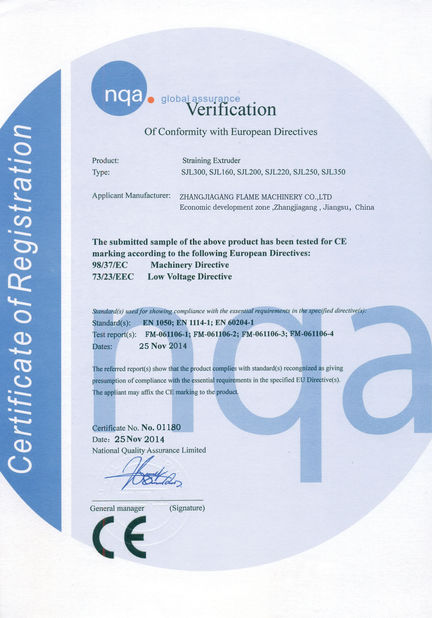 Certificate of Registration
nqa.
global assurance
Verification
Of Conformity with European Directives
Product: Straining Extruder
Type: SJL300, SJL160, SJL200, SJL220, SJL250, SJL350
Applicant Manufacturer: ZHANGJIAGANG FLAME MACHINERY CO.,LTD
Economic development zone ,Zhangjiagang , Jiangsu, China
The submitted sample of the above product has been tested for CE
marking according to the following European Directives:
98/37/EC Machinery Directive
73/23/EEC Low Voltage Directive
Standard(s) used for showing compliance with the essential requirements in the specified directive(s):
Standard(s): EN 1050; EN 1114-1; EN 60204-1
Test report(s): FM-061106-1; FM-061106-2; FM-061106-3; FM-061106-4
Dates: 25 Nov 2014
The referred report(s) show that the product complies with standard(s) recongnized as giving
presumption of compliance with the essential requirements in the specified EU Directive(s).
The appliant may affix the CE marking to the product.
nqa
Certificate No. No. 01180
Date: 25 Nov 2014
National Quality Assurance Limited
General manager (Signature)
CE